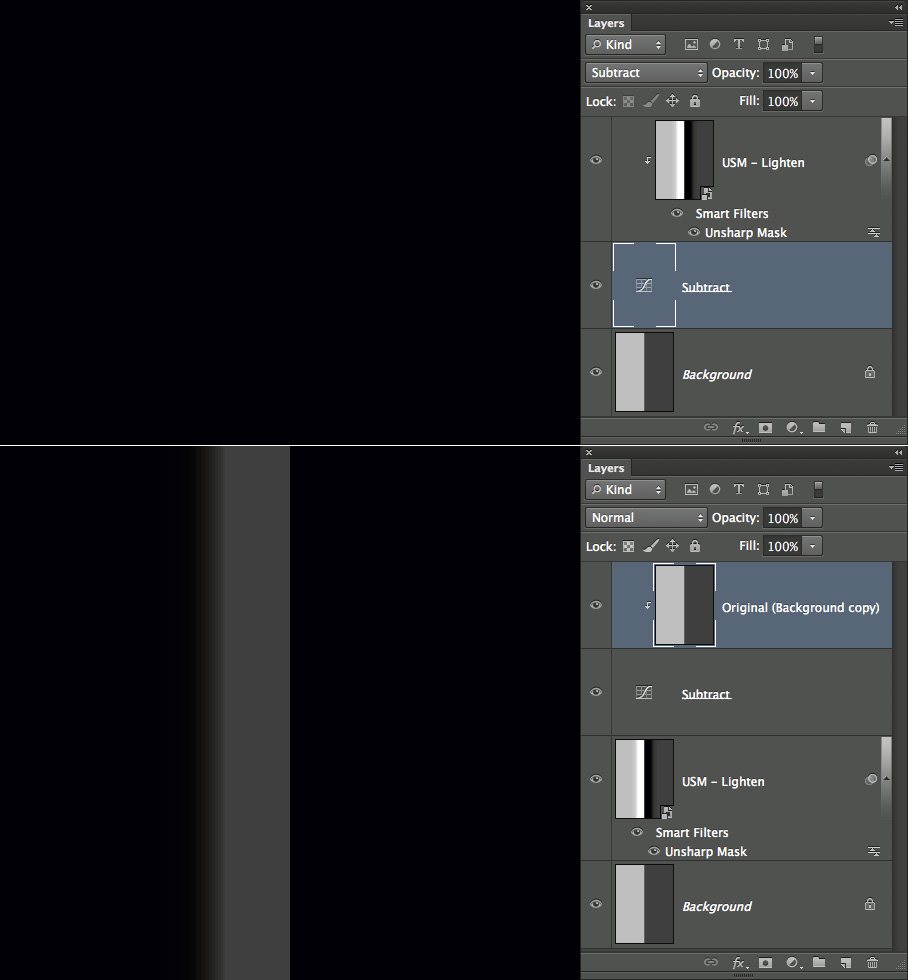 Layers
Kind
Subtract Opacity: 100%
Lock: Fill: 100%
USM - Lighten
Smart Filters
Unsharp Mask
Subtract
Background
fx
Layers
Kind
Normal Opacity: 100%
Lock: Fill: 100%
Original (Background copy)
Subtract
USM - Lighten
Smart Filters
Unsharp Mask
Background
fx